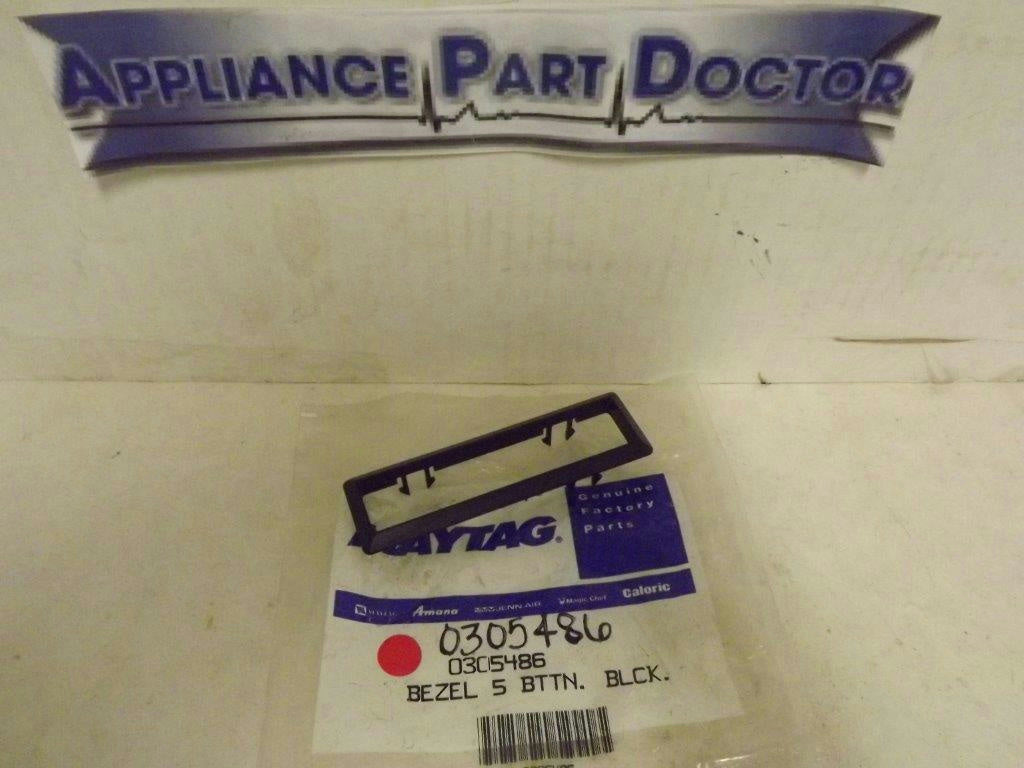 APPLIANCE PART DOCTOR
MAYTAG®
Genuine
Factory
Parts
Amana JENN-AIR Magic Chef Caloric
0305486
0305486
BEZEL 5 BTTN. BLCK.